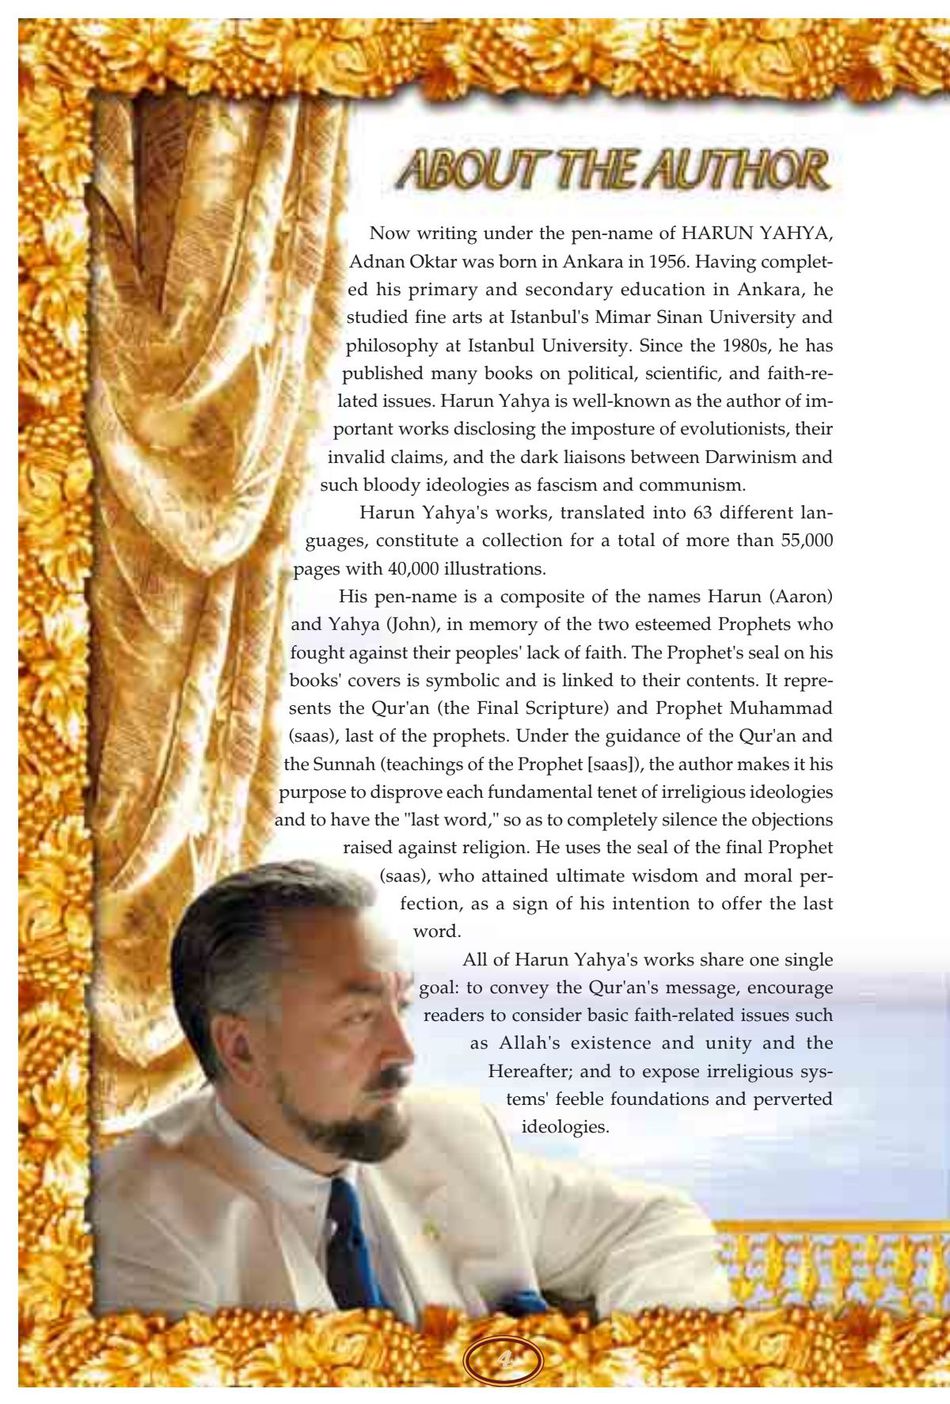 ABOUT THE AUTHOR
Now writing under the pen-name of HARUN YAHYA,
Adnan Oktar was born in Ankara in 1956. Having complet-
ed his primary and secondary education in Ankara, he
studied fine arts at Istanbul's Mimar Sinan University and
philosophy at Istanbul University. Since the 1980s, he has
published many books on political, scientific, and faith-re-
lated issues. Harun Yahya is well-known as the author of im-
portant works disclosing the imposture of evolutionists, their
invalid claims, and the dark liaisons between Darwinism and
such bloody ideologies as fascism and communism.
Harun Yahya's works, translated into 63 different lan-
guages, constitute a collection for a total of more than 55,000
pages with 40,000 illustrations.
His pen-name is a composite of the names Harun (Aaron)
and Yahya (John), in memory of the two esteemed Prophets who
fought against their peoples' lack of faith. The Prophet's seal on his
books' covers is symbolic and is linked to their contents. It repre-
sents the Qur'an (the Final Scripture) and Prophet Muhammad
(saas), last of the prophets. Under the guidance of the Qur'an and
the Sunnah (teachings of the Prophet [saas]), the author makes it his
purpose to disprove each fundamental tenet of irreligious ideologies
and to have the "last word," so as to completely silence the objections
raised against religion. He uses the seal of the final Prophet
(saas), who attained ultimate wisdom and moral per-
fection, as a sign of his intention to offer the last
word.
All of Harun Yahya's works share one single
goal: to convey the Qur'an's message, encourage
readers to consider basic faith-related issues such
as Allah's existence and unity and the
Hereafter; and to expose irreligious sys-
tems' feeble foundations and perverted
ideologies.
4